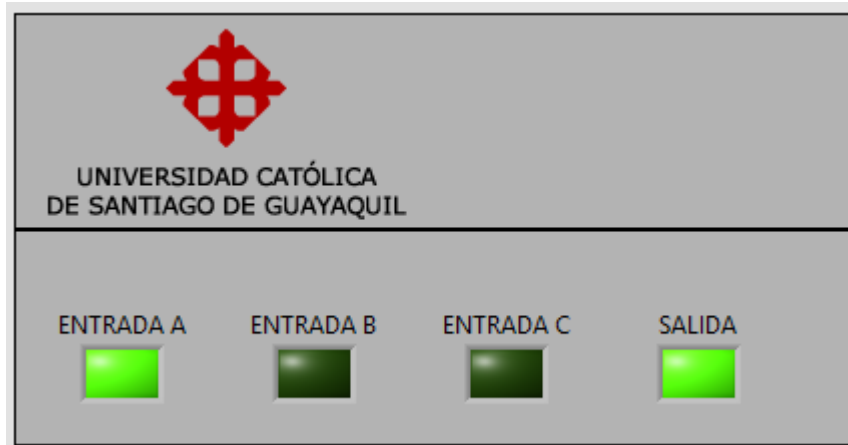 UNIVERSIDAD CATÓLICA
DE SANTIAGO DE GUAYAQUIL
ENTRADA A ENTRADA B ENTRADA C SALIDA